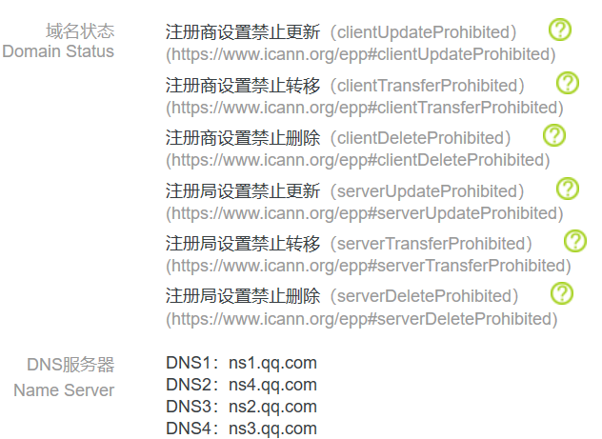 域名状态
Domain Status
注册商设置禁止更新（clientUpdateProhibited）
(https://www.icann.org/epp#clientUpdateProhibited)
注册商设置禁止转移（clientTransferProhibited）
(https://www.icann.org/epp#clientTransferProhibited)
注册商设置禁止删除（clientDeleteProhibited）
(https://www.icann.org/epp#clientDeleteProhibited)
注册局设置禁止更新（serverUpdateProhibited）
(https://www.icann.org/epp#serverUpdateProhibited)
注册局设置禁止转移（serverTransferProhibited）
(https://www.icann.org/epp#serverTransferProhibited)
注册局设置禁止删除（serverDeleteProhibited）
(https://www.icann.org/epp#serverDeleteProhibited)
DNS服务器
Name Server
DNS1：ns1.qq.com
DNS2：ns4.qq.com
DNS3：ns2.qq.com
DNS4：ns3.qq.com